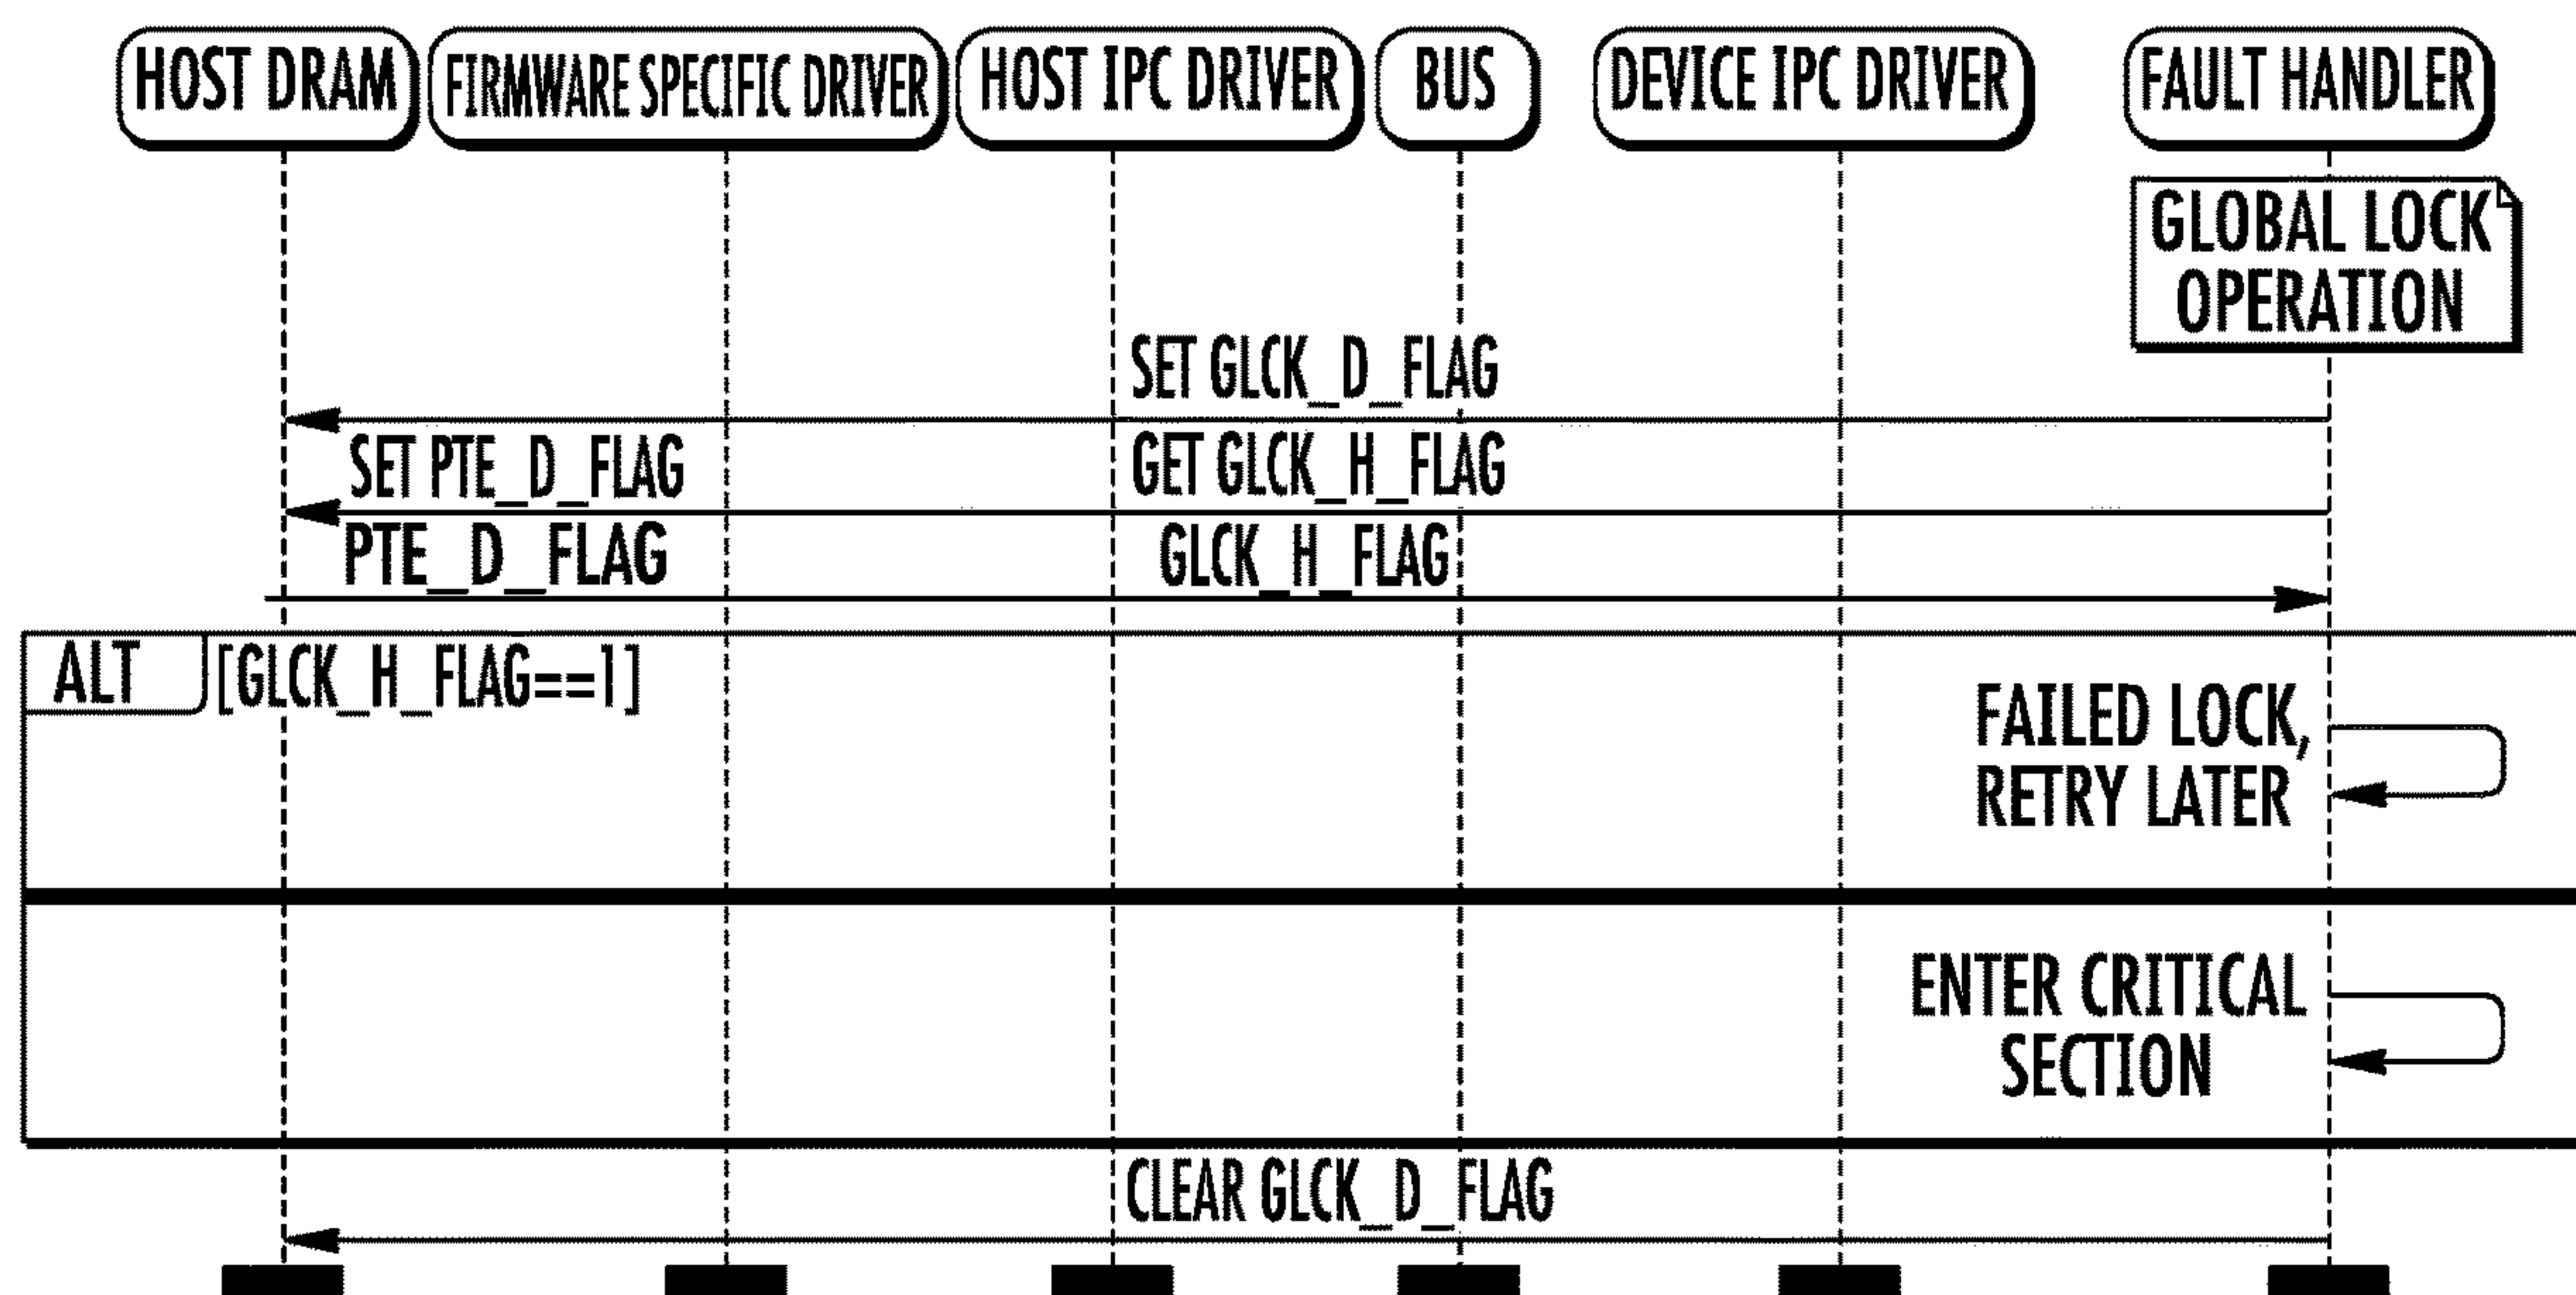 HOST DRAM
FIRMWARE SPECIFIC DRIVER
HOST IPC DRIVER
BUS
DEVICE IPC DRIVER
FAULT HANDLER
GLOBAL LOCK
OPERATION
SET GLCK_D_FLAG
SET PTE_D_FLAG
GET GLCK_H_FLAG
PTE_D_FLAG
GLCK_H_FLAG
ALT
[GLCK_H_FLAG==1]
FAILED LOCK,
RETRY LATER
ENTER CRITICAL
SECTION
CLEAR GLCK_D_FLAG